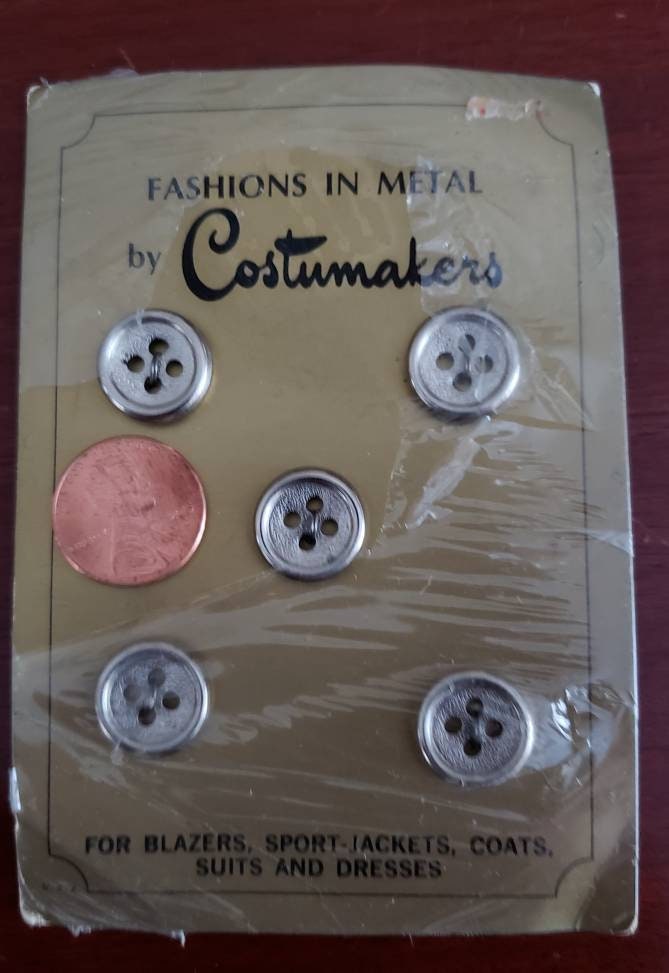 FASHIONS IN METAL
by Costumakers
FOR BLAZERS, SPORT-JACKETS, COATS,
SUITS AND DRESSES